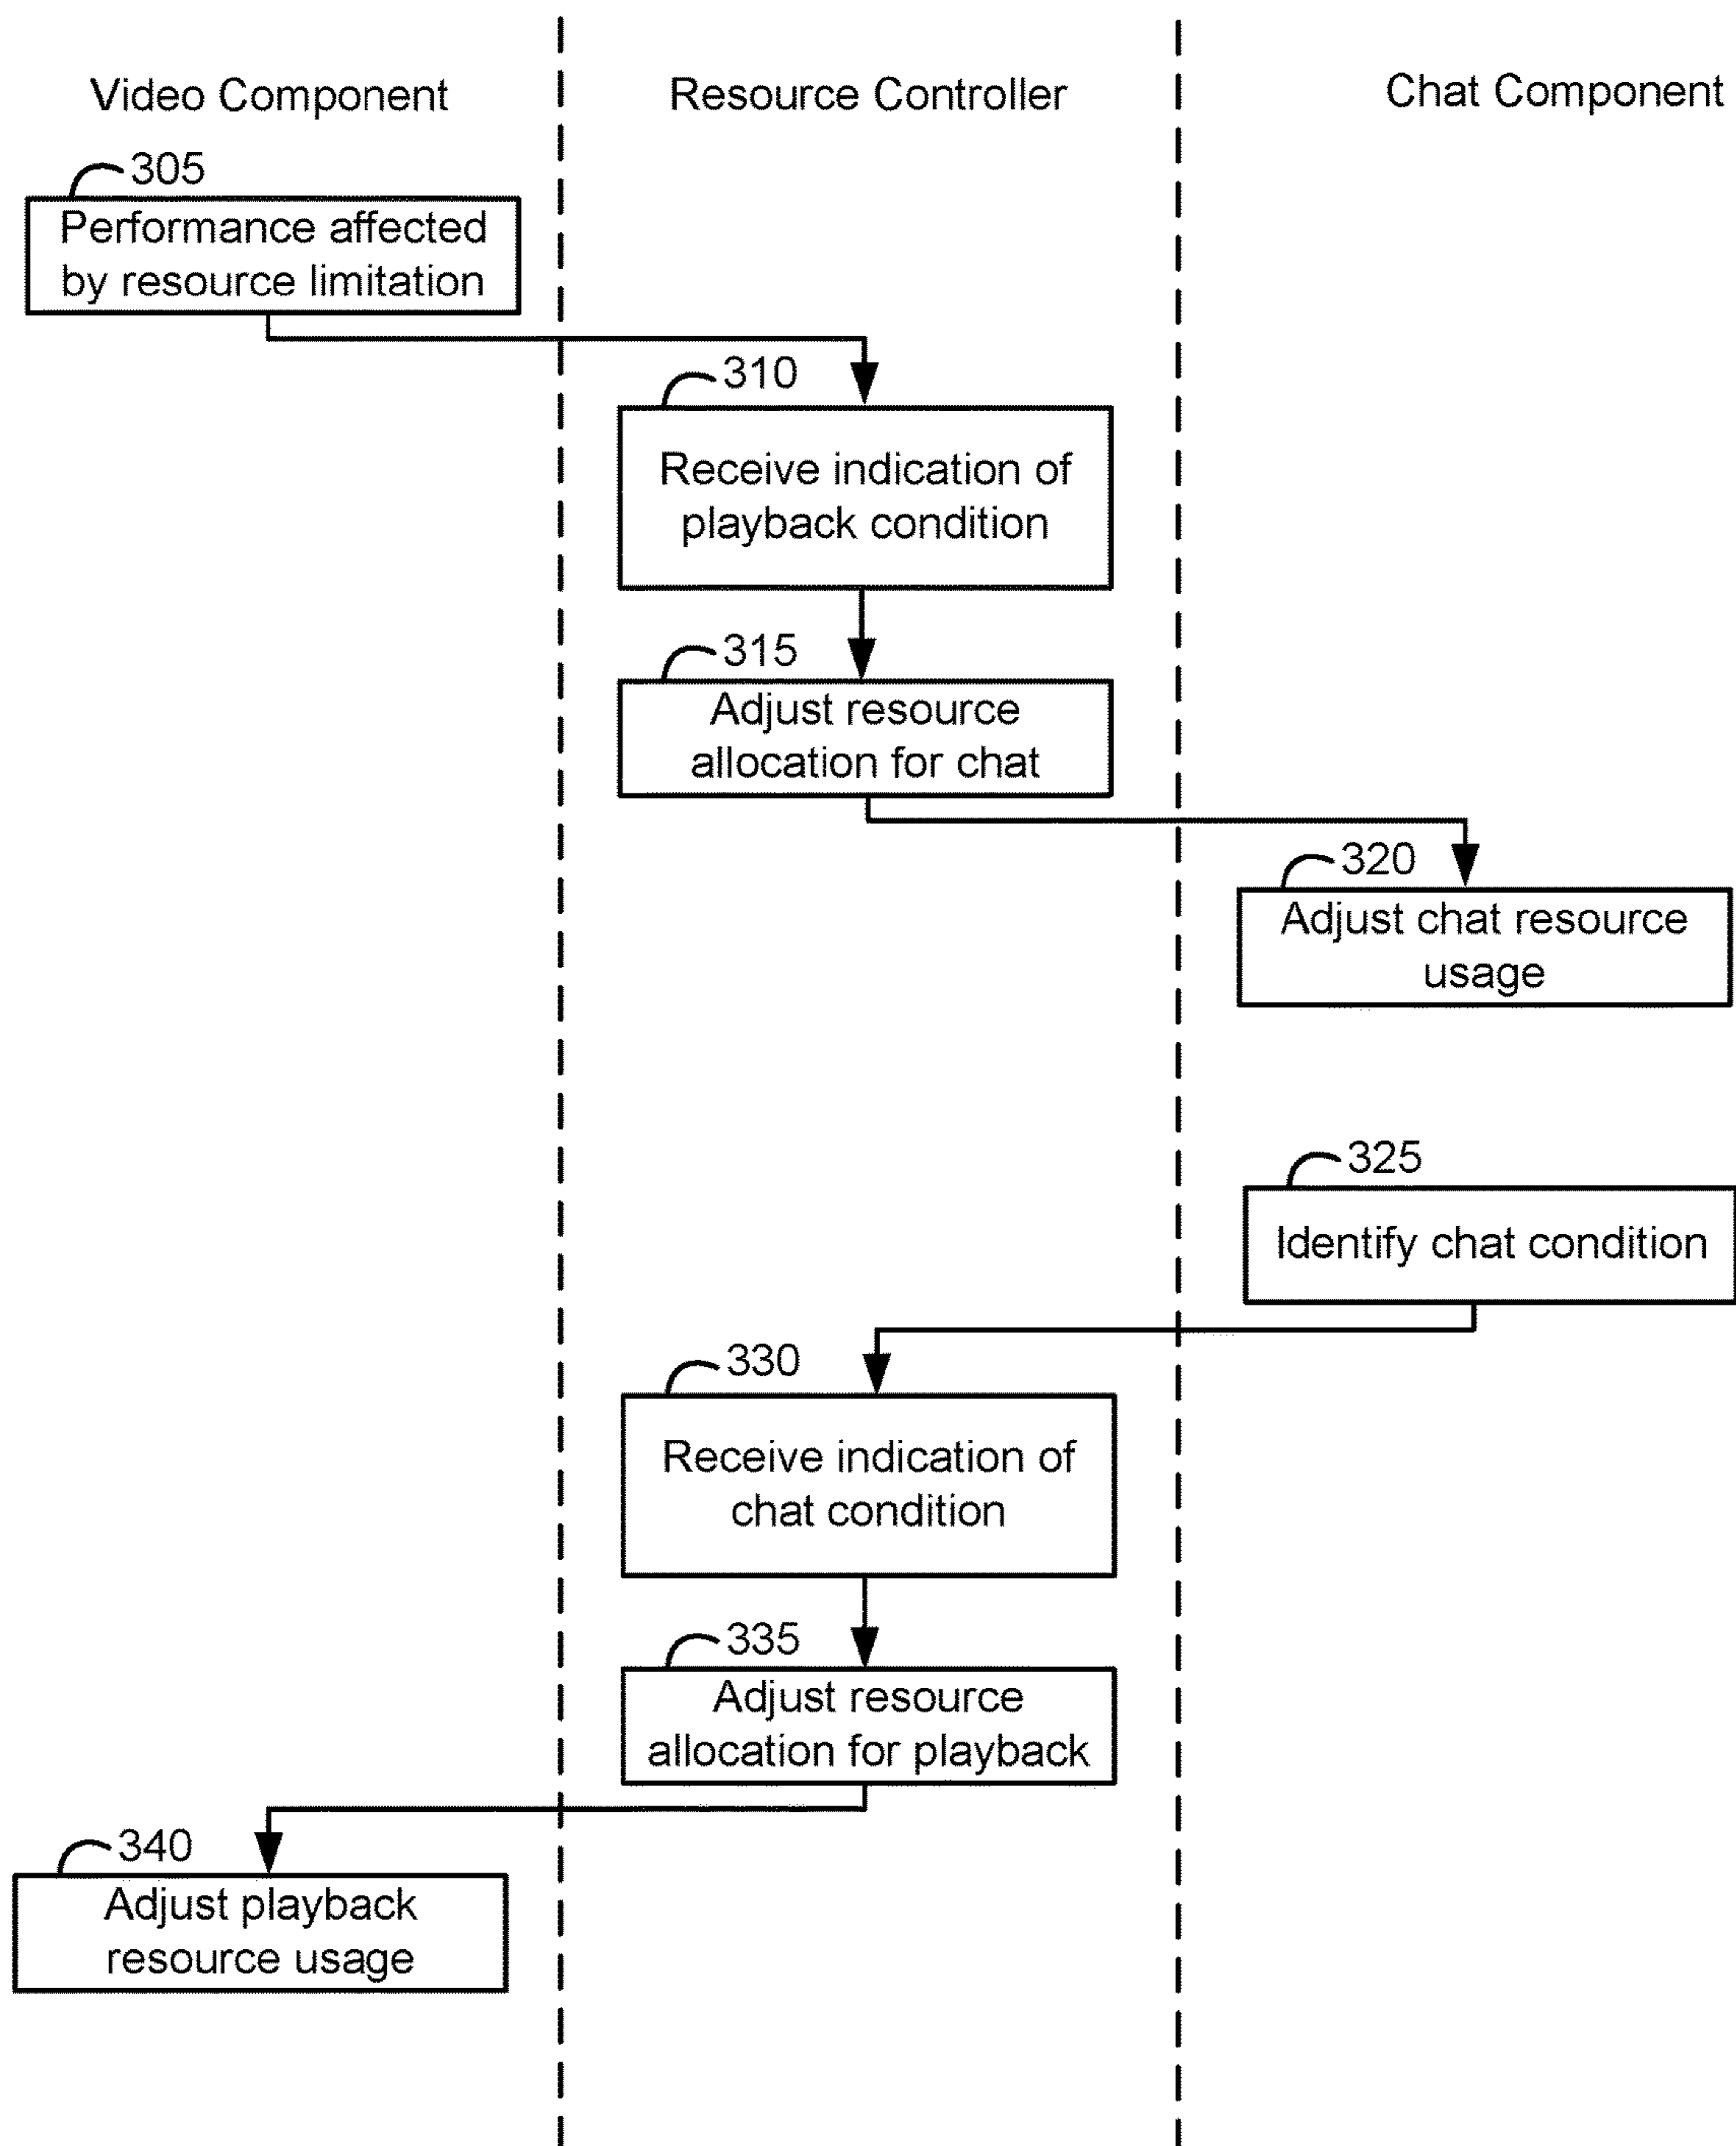 Video Component
Resource Controller
Chat Component
305
Performance affected
by resource limitation
310
Receive indication of
playback condition
315
Adjust resource
allocation for chat
320
Adjust chat resource
usage
325
Identify chat condition
330
Receive indication of
chat condition
335
Adjust resource
allocation for playback
340
Adjust playback
resource usage